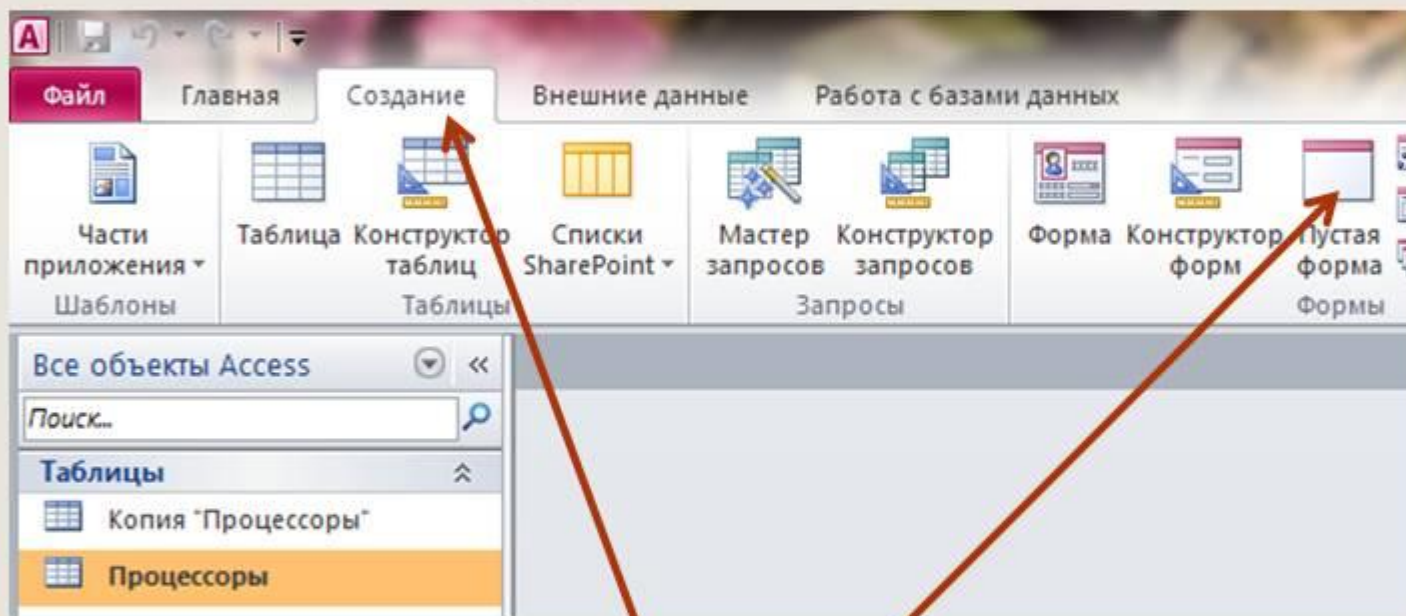 A
Файл Главная Создание Внешние данные Работа с базами данных
Части приложения
Таблица
Конструктор таблиц
Списки SharePoint
Мастер запросов
Конструктор запросов
Форма
Конструктор форм
Пустая форма
Шаблоны Таблицы Запросы Формы
Все объекты Access «
Поиск...
Таблицы
Копия "Процессоры"
Процессоры